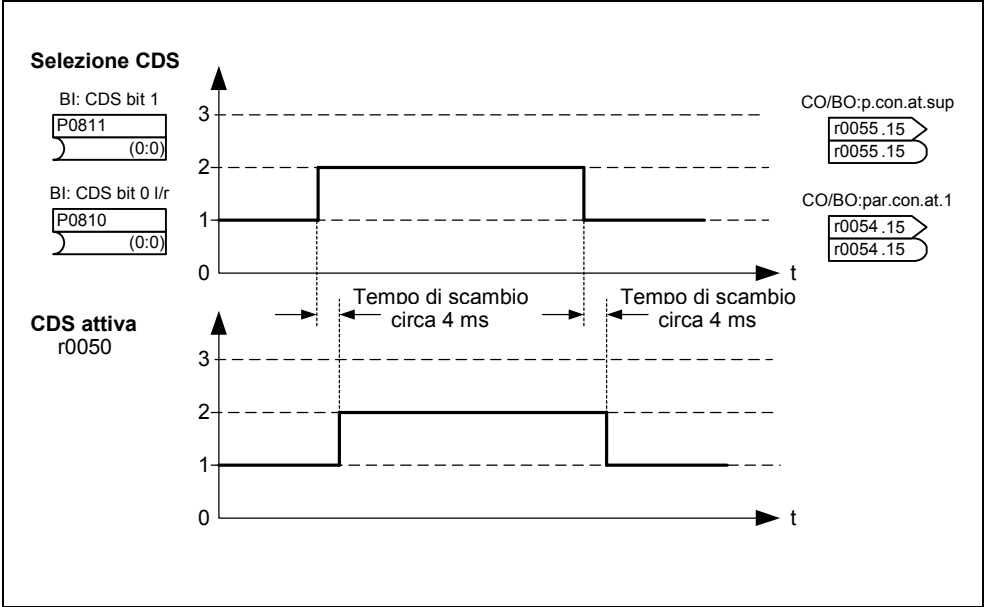 Selezione CDS
BI: CDS bit 1
P0811
(0:0)
BI: CDS bit 0 l/r
P0810
(0:0)
3
2
1
0
t
CO/BO:p.con.at.sup
r0055 .15
r0055 .15
CO/BO:par.con.at.1
r0054 .15
r0054 .15
Tempo di scambio
circa 4 ms
Tempo di scambio
circa 4 ms
CDS attiva
r0050
3
2
1
0
t